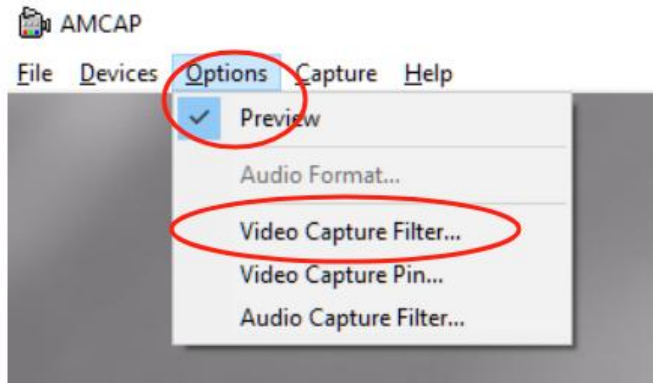 AMCAP
File Devices Options Capture Help
Preview
Audio Format...
Video Capture Filter...
Video Capture Pin...
Audio Capture Filter...